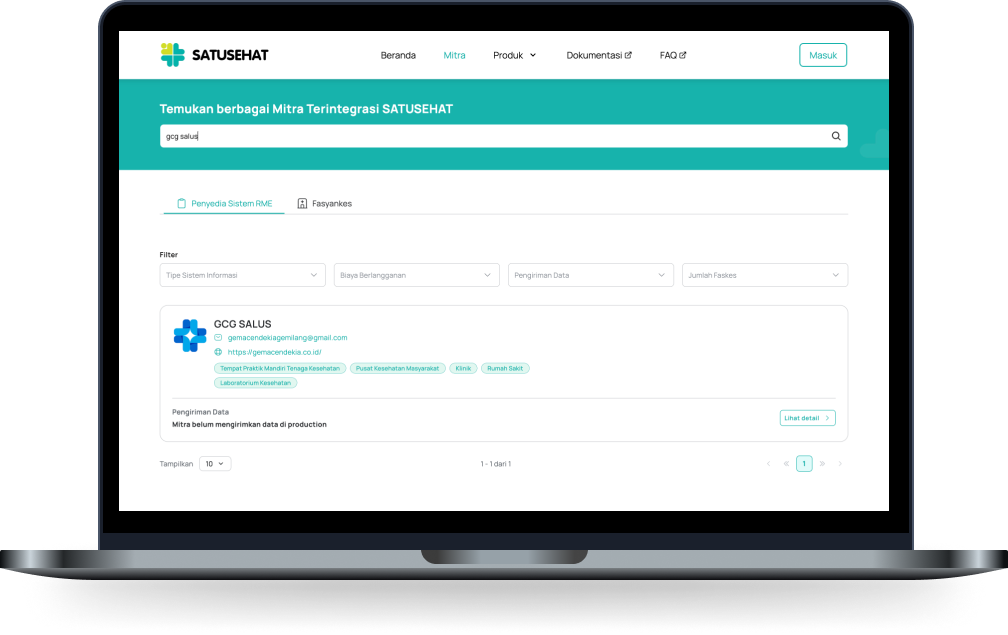 SATUSEHAT
Beranda
Mitra
Produk
Dokumentasi
FAQ
Masuk
Temukan berbagai Mitra Terintegrasi SATUSEHAT
gcg salus
Penyedia Sistem RME
Fasyankes
Filter
Tipe Sistem Informasi
Biaya Berlangganan
Pengiriman Data
Jumlah Faskes
GCG SALUS
gemacendekiagemilang@gmail.com
https://gemacendekia.co.id/
Tempat Praktik Mandiri Tenaga Kesehatan
Pusat Kesehatan Masyarakat
Klinik
Rumah Sakit
Laboratorium Kesehatan
Pengiriman Data
Mitra belum mengirimkan data di production
Lihat detail
Tampilkan
10
1 - 1 dari 1
1